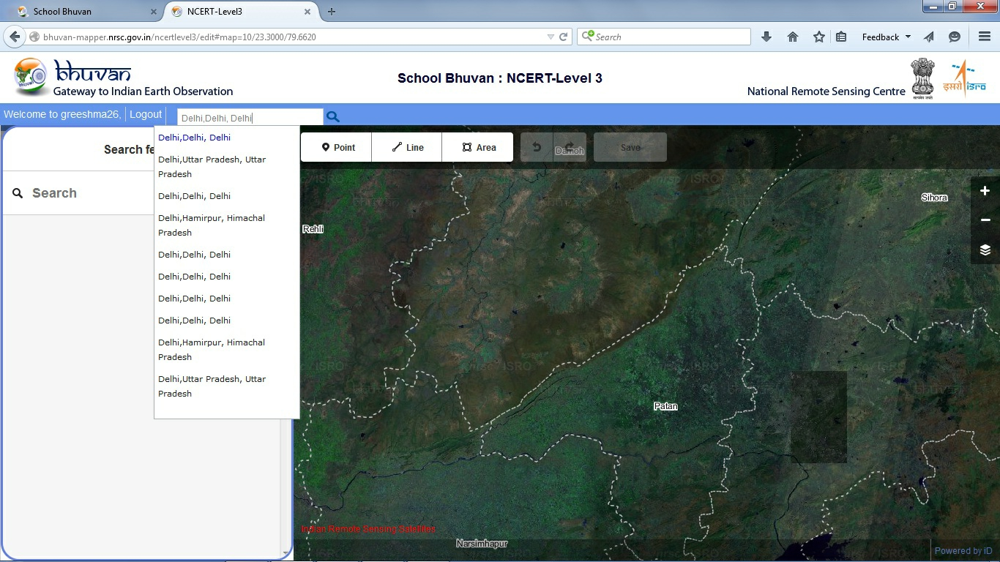 School Bhuvan
NCERT-Level3
bhuvan-mapper.nrsc.gov.in/ncertlevel3/edit#map=10/23.3000/79.6620
Search
Feedback
bhuvan
Gateway to Indian Earth Observation
School Bhuvan : NCERT-Level 3
National Remote Sensing Centre
सत्यमेव जयते
इसरो isro
Welcome to greeshma26,
Logout
Delhi,Delhi, Delhi
Search fe
Search
Delhi,Delhi, Delhi
Delhi,Uttar Pradesh, Uttar
Pradesh
Delhi,Delhi, Delhi
Delhi,Hamirpur, Himachal
Pradesh
Delhi,Delhi, Delhi
Delhi,Delhi, Delhi
Delhi,Delhi, Delhi
Delhi,Delhi, Delhi
Delhi,Hamirpur, Himachal
Pradesh
Delhi,Uttar Pradesh, Uttar
Pradesh
Point
Line
Area
Save
Damoh
Sihora
Rehli
Patan
Indian Remote Sensing Satellites
Narsimhapur
Powered by iD